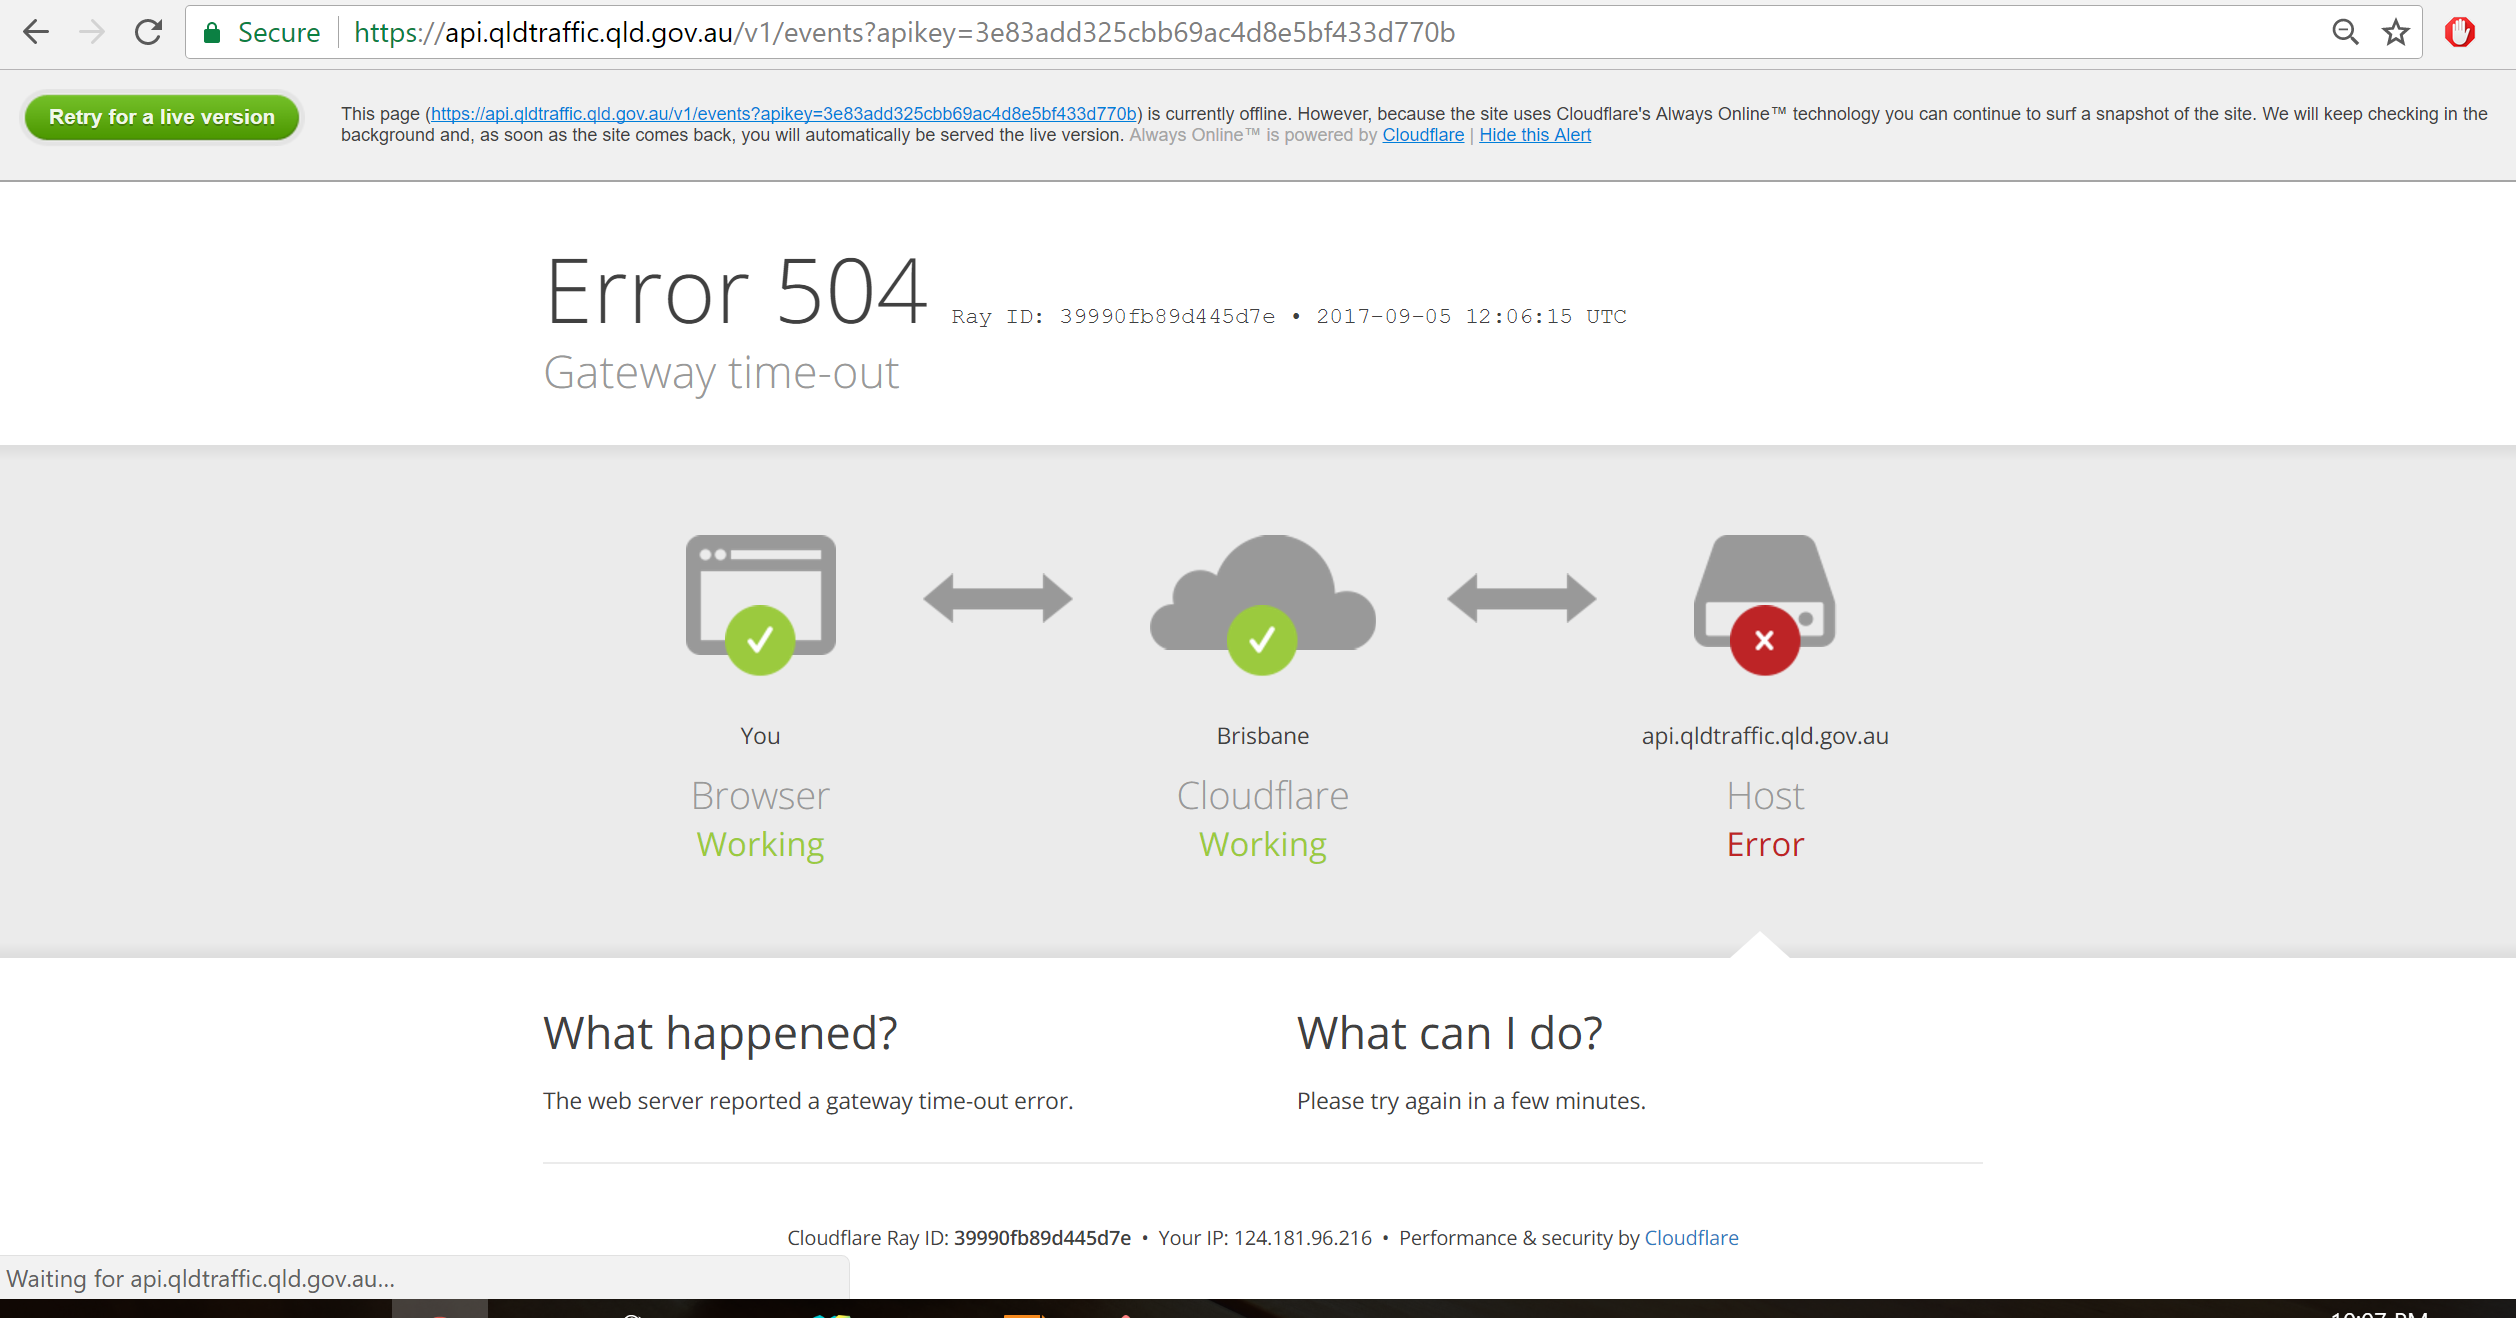 Secure https://api.qldtraffic.qld.gov.au/v1/events?apikey=3e83add325cbb69ac4d8e5bf433d770b
Retry for a live version
This page (https://api.qldtraffic.qld.gov.au/v1/events?apikey=3e83add325cbb69ac4d8e5bf433d770b) is currently offline. However, because the site uses Cloudflare's Always Online™ technology you can continue to surf a snapshot of the site. We will keep checking in the
background and, as soon as the site comes back, you will automatically be served the live version. Always Online™ is powered by Cloudflare | Hide this Alert
Error 504 Ray ID: 39990fb89d445d7e • 2017-09-05 12:06:15 UTC
Gateway time-out
You
Browser
Working
Brisbane
Cloudflare
Working
api.qldtraffic.qld.gov.au
Host
Error
What happened?
The web server reported a gateway time-out error.
What can I do?
Please try again in a few minutes.
Cloudflare Ray ID: 39990fb89d445d7e • Your IP: 124.181.96.216 • Performance & security by Cloudflare
Waiting for api.qldtraffic.qld.gov.au...